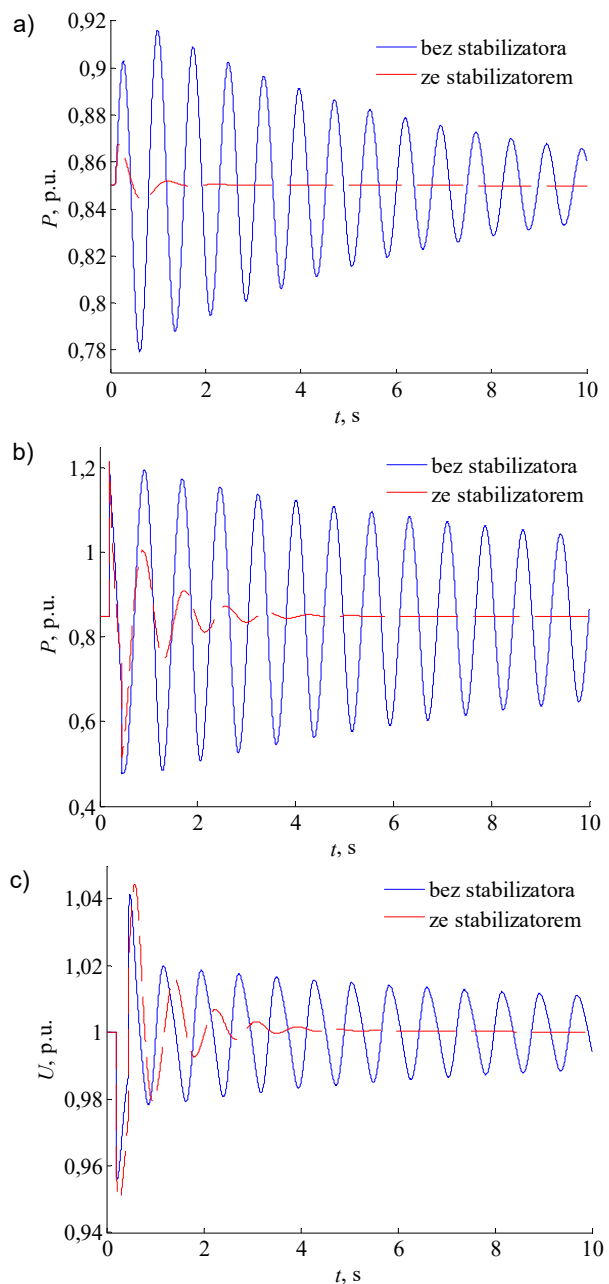 a)
0,92
0,9
0,88
0,86
0,84
0,82
0,8
0,78
P, p.u.
bez stabilizatora
ze stabilizatorem
0
2
4
6
8
10
t, s
b)
1,2
1
0,8
0,6
0,4
P, p.u.
bez stabilizatora
ze stabilizatorem
0
2
4
6
8
10
t, s
c)
1,04
1,02
1
0,98
0,96
0,94
U, p.u.
bez stabilizatora
ze stabilizatorem
0
2
4
6
8
10
t, s